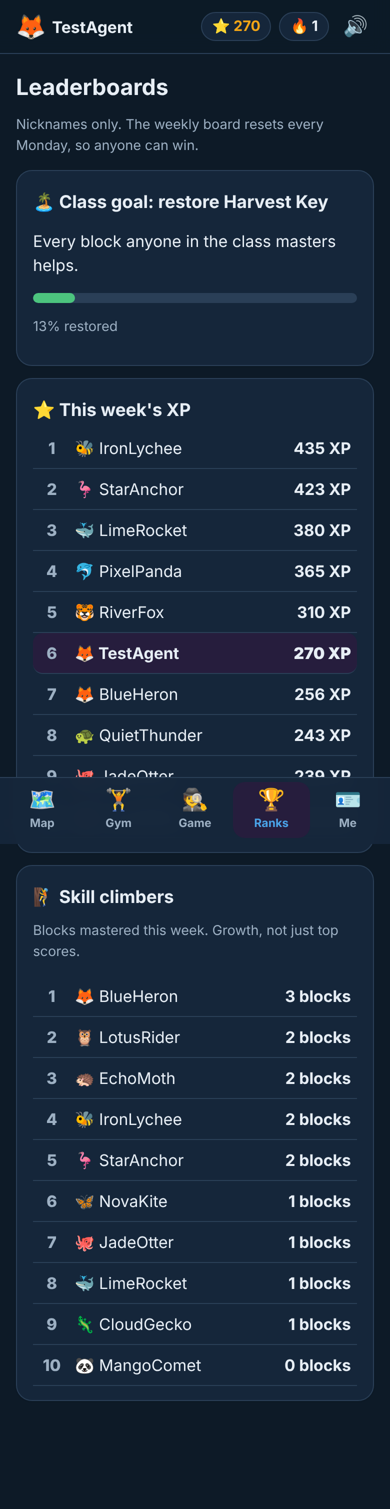 TestAgent
270
1
Leaderboards
Nicknames only. The weekly board resets every
Monday, so anyone can win.
Class goal: restore Harvest Key
Every block anyone in the class masters
helps.
13% restored
This week's XP
1 IronLychee 435 XP
2 StarAnchor 423 XP
3 LimeRocket 380 XP
4 PixelPanda 365 XP
5 RiverFox 310 XP
6 TestAgent 270 XP
7 BlueHeron 256 XP
8 QuietThunder 243 XP
9 JadeOtter 239 XP
Map
Gym
Game
Ranks
Me
Skill climbers
Blocks mastered this week. Growth, not just top
scores.
1 BlueHeron 3 blocks
2 LotusRider 2 blocks
3 EchoMoth 2 blocks
4 IronLychee 2 blocks
5 StarAnchor 2 blocks
6 NovaKite 1 blocks
7 JadeOtter 1 blocks
8 LimeRocket 1 blocks
9 CloudGecko 1 blocks
10 MangoComet 0 blocks